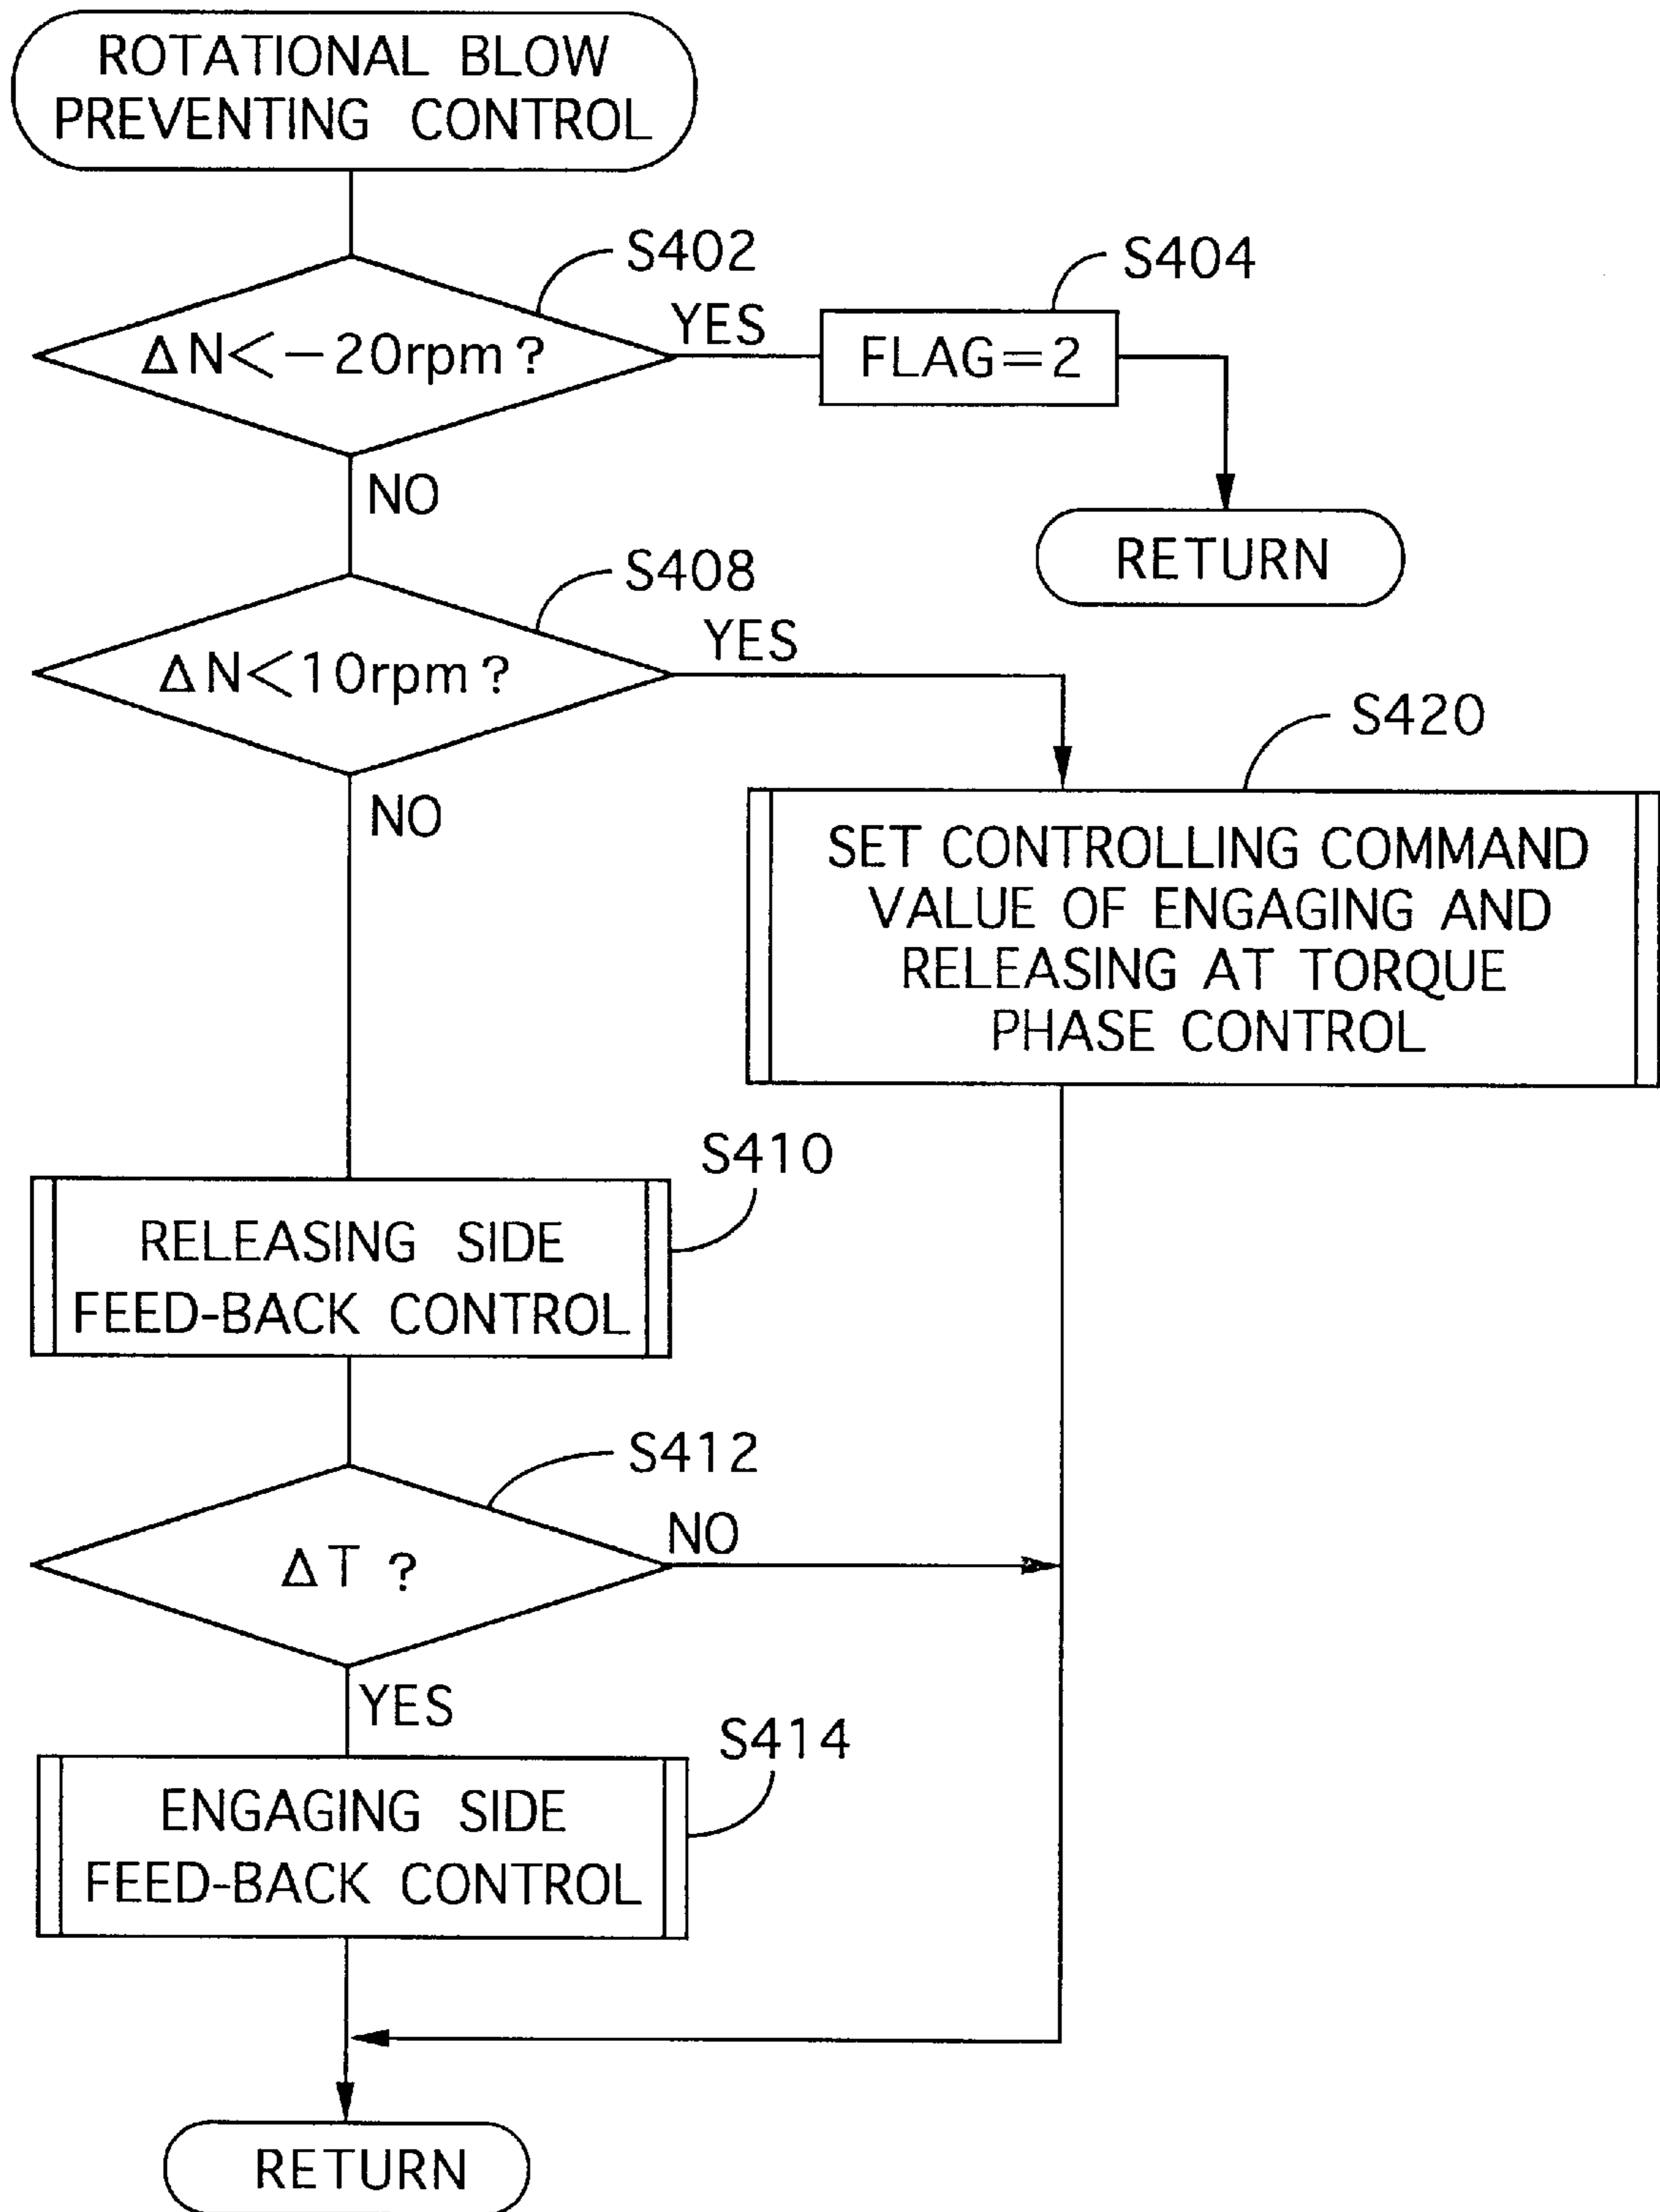 ROTATIONAL BLOW
PREVENTING CONTROL
S402
ΔN<-20rpm?
YES
S404
FLAG=2
RETURN
NO
S408
ΔN<10rpm?
YES
S420
SET CONTROLLING COMMAND
VALUE OF ENGAGING AND
RELEASING AT TORQUE
PHASE CONTROL
NO
S410
RELEASING SIDE
FEED-BACK CONTROL
S412
ΔT ?
NO
YES
S414
ENGAGING SIDE
FEED-BACK CONTROL
RETURN